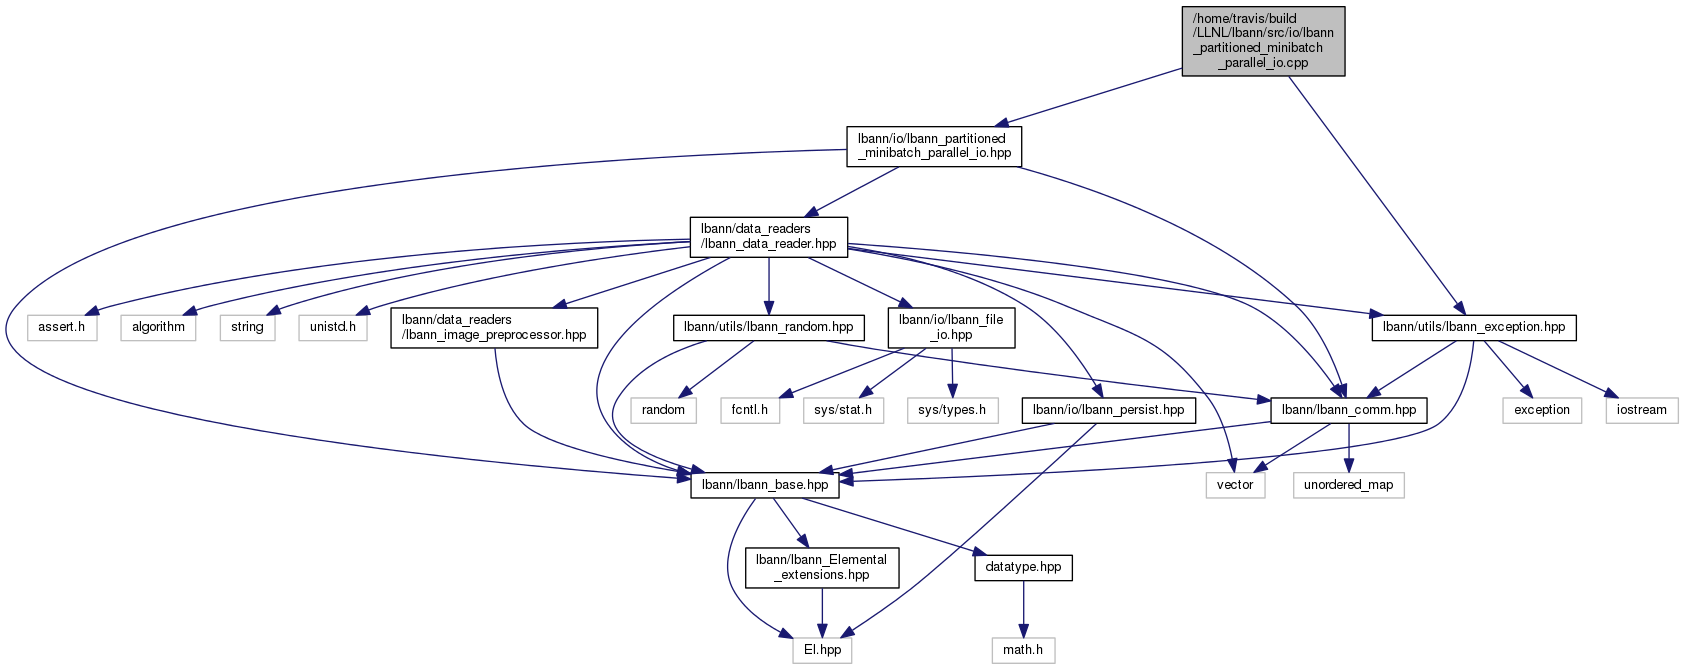 /home/travis/build
/LLNL/lbann/src/io/lbann
_partitioned_minibatch
_parallel_io.cpp
lbann/io/lbann_partitioned
_minibatch_parallel_io.hpp
lbann/data_readers
/lbann_data_reader.hpp
assert.h
algorithm
string
unistd.h
lbann/data_readers
/lbann_image_preprocessor.hpp
lbann/utils/lbann_random.hpp
lbann/io/lbann_file
_io.hpp
lbann/utils/lbann_exception.hpp
random
fcntl.h
sys/stat.h
sys/types.h
lbann/io/lbann_persist.hpp
lbann/lbann_comm.hpp
exception
iostream
lbann/lbann_base.hpp
vector
unordered_map
lbann/lbann_Elemental
_extensions.hpp
datatype.hpp
El.hpp
math.h